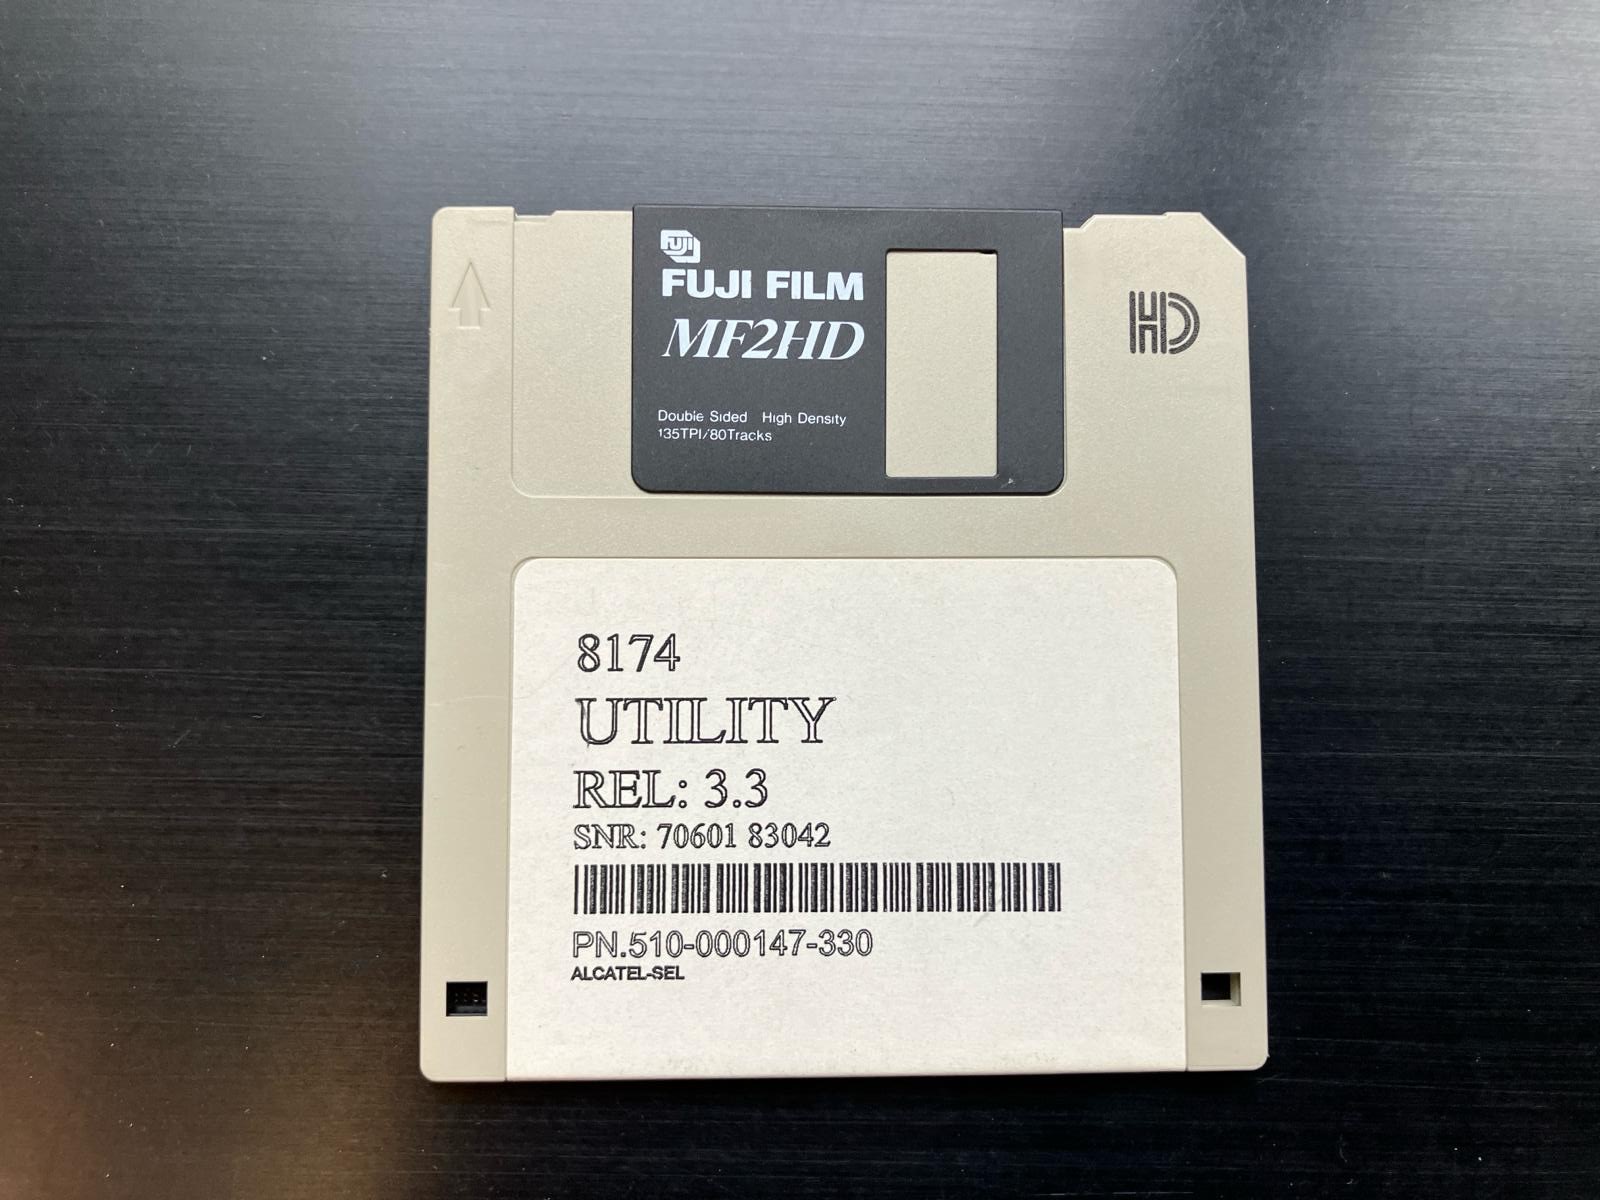 FUJI
FUJI FILM
MF2HD
Double Sided High Density
135TPI/80Tracks
HD
8174
UTILITY
REL: 3.3
SNR: 70601 83042
PN.510-000147-330
ALCATEL-SEL